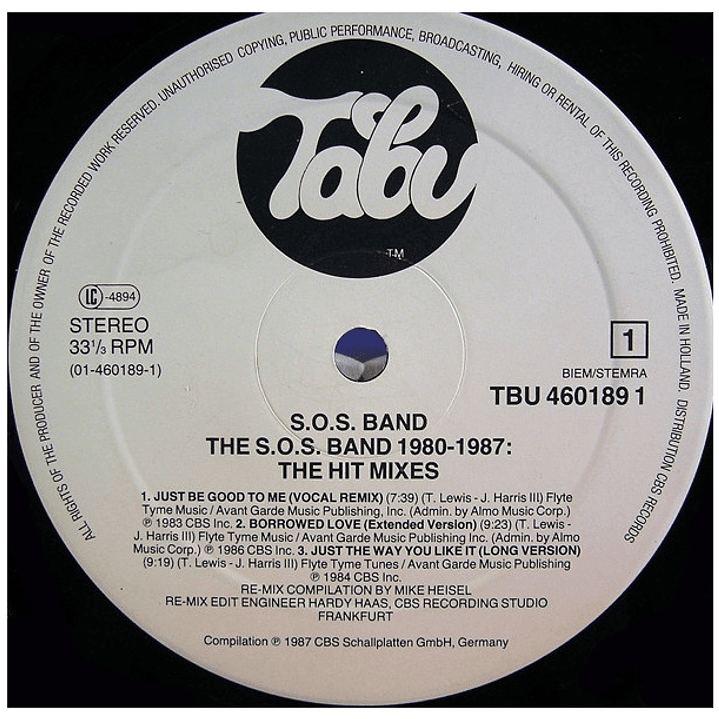 ALL RIGHTS OF THE PRODUCER AND OF THE OWNER OF THE RECORDED WORK RESERVED. UNAUTHORISED COPYING, PUBLIC PERFORMANCE, BROADCASTING, HIRING OR RENTAL OF THIS RECORDING PROHIBITED. MADE IN HOLLAND. DISTRIBUTION CBS RECORDS
Tabu
TM
LC-4894
STEREO
33⅓ RPM
(01-460189-1)
1
BIEM/STEMRA
TBU 460189 1
S.O.S. BAND
THE S.O.S. BAND 1980-1987:
THE HIT MIXES
1. JUST BE GOOD TO ME (VOCAL REMIX) (7:39) (T. Lewis - J. Harris III) Flyte
Tyme Music / Avant Garde Music Publishing, Inc. (Admin. by Almo Music Corp.)
℗ 1983 CBS Inc. 2. BORROWED LOVE (Extended Version) (9:23) (T. Lewis -
J. Harris III) Flyte Tyme Music / Avant Garde Music Publishing, Inc. (Admin. by Almo
Music Corp.) ℗ 1986 CBS Inc. 3. JUST THE WAY YOU LIKE IT (LONG VERSION)
(9:19) (T. Lewis - J. Harris III) Flyte Tyme Tunes / Avant Garde Music Publishing
℗ 1984 CBS Inc.
RE-MIX COMPILATION BY MIKE HEISEL
RE-MIX EDIT ENGINEER HARDY HAAS, CBS RECORDING STUDIO
FRANKFURT
Compilation ℗ 1987 CBS Schallplatten GmbH, Germany